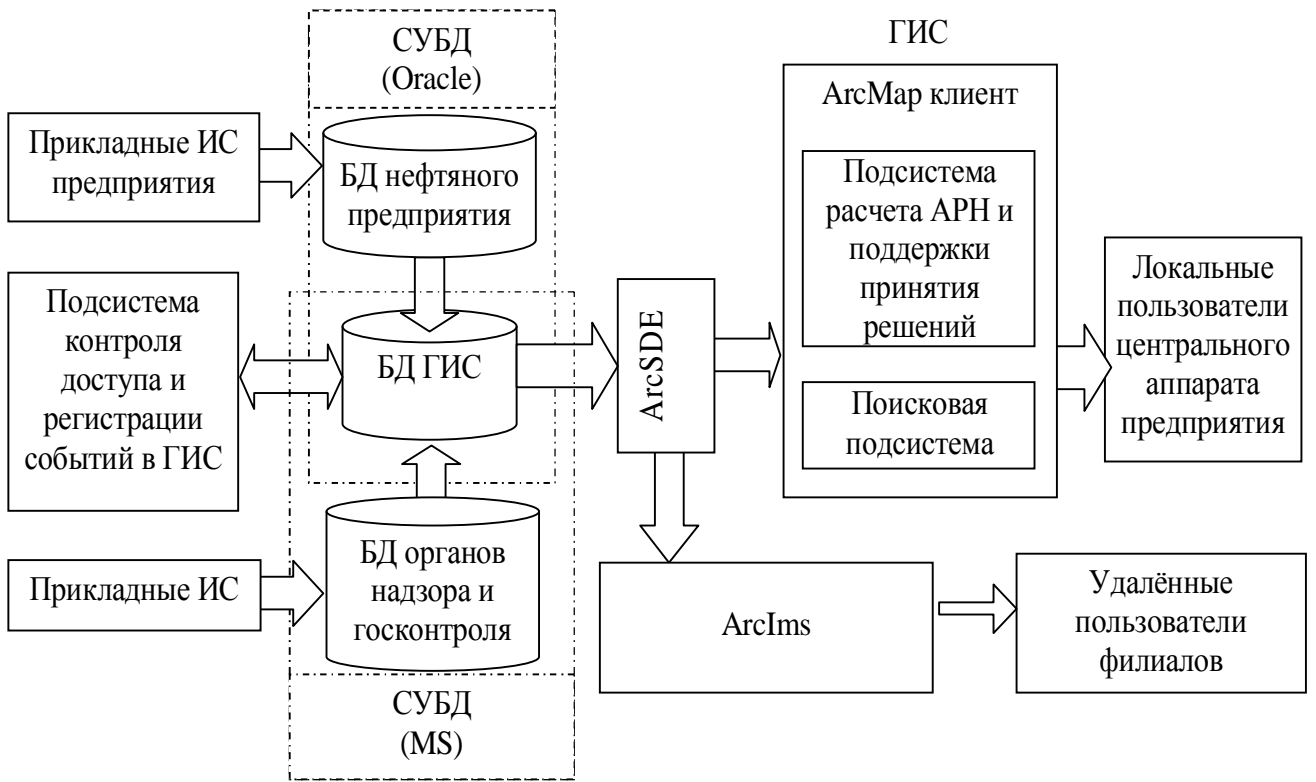 СУБД
(Oracle)
ГИС
ArcMap клиент
Прикладные ИС
предприятия
БД нефтяного
предприятия
Подсистема
расчета АРН и
поддержки
принятия
решений
Локальные
пользователи
центрального
аппарата
предприятия
Подсистема
контроля
доступа и
регистрации
событий в ГИС
БД ГИС
ArcSDE
Поисковая
подсистема
Прикладные ИС
БД органов
надзора и
госконтроля
ArcIms
Удалённые
пользователи
филиалов
СУБД
(MS)